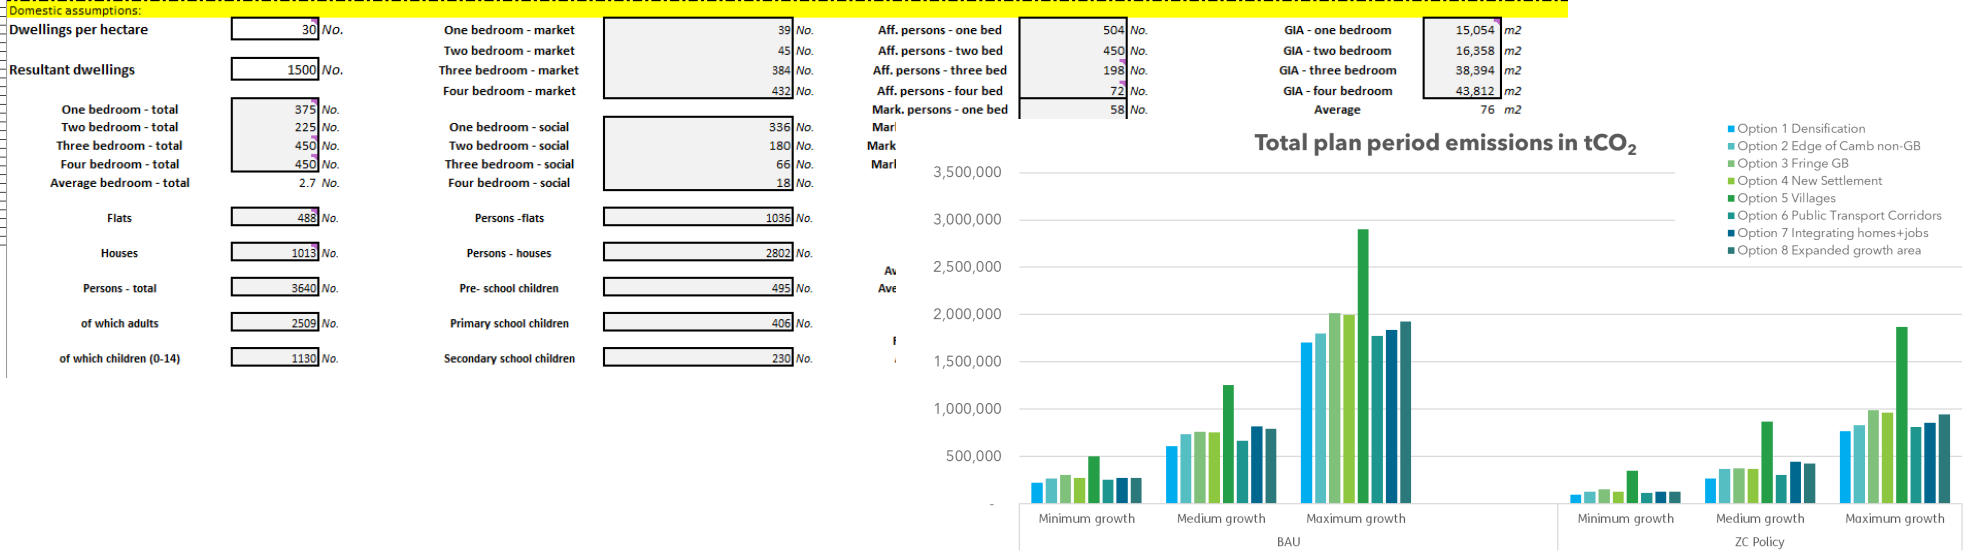 Domestic assumptions:
Dwellings per hectare 30 No. One bedroom - market 39 No. Aff. persons - one bed 504 No. GIA - one bedroom 15,054 m2
Two bedroom - market 45 No. Aff. persons - two bed 450 No. GIA - two bedroom 16,358 m2
Resultant dwellings 1500 No. Three bedroom - market 384 No. Aff. persons - three bed 198 No. GIA - three bedroom 38,394 m2
Four bedroom - market 432 No. Aff. persons - four bed 72 No. GIA - four bedroom 43,812 m2
One bedroom - total 375 No. Mark. persons - one bed 58 No. Average 76 m2
Two bedroom - total 225 No. One bedroom - social 336 No. Mar
Three bedroom - total 450 No. Two bedroom - social 180 No. Mark
Four bedroom - total 450 No. Three bedroom - social 66 No. Mar
Average bedroom - total 2.7 No. Four bedroom - social 18 No.
Flats 488 No. Persons -flats 1036 No.
Houses 1013 No. Persons - houses 2802 No.
Av
Persons - total 3640 No. Pre- school children 495 No. Ave
of which adults 2509 No. Primary school children 406 No.
of which children (0-14) 1130 No. Secondary school children 230 No.
Total plan period emissions in tCO2
Option 1 Densification
Option 2 Edge of Camb non-GB
Option 3 Fringe GB
Option 4 New Settlement
Option 5 Villages
Option 6 Public Transport Corridors
Option 7 Integrating homes+jobs
Option 8 Expanded growth area
3,500,000
3,000,000
2,500,000
2,000,000
1,500,000
1,000,000
500,000
-
Minimum growth Medium growth Maximum growth Minimum growth Medium growth Maximum growth
BAU ZC Policy